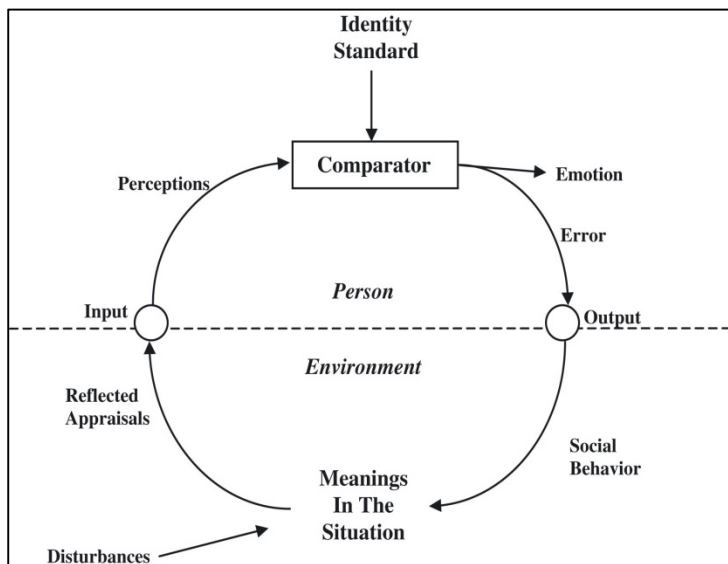 Identity
Standard
Comparator
Perceptions
Emotion
Error
Person
Input
Output
Environment
Reflected
Appraisals
Social
Behavior
Meanings
In The
Situation
Disturbances